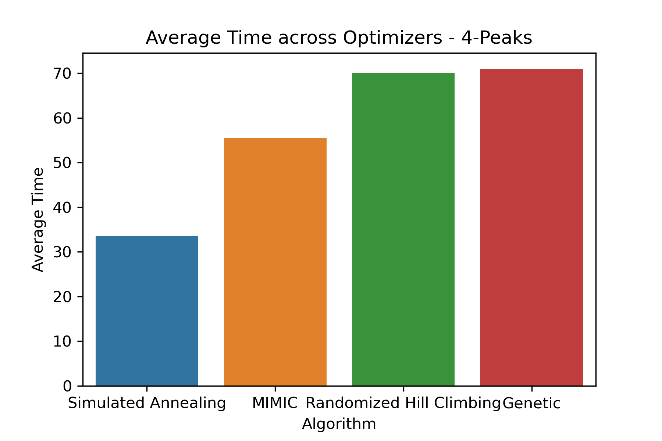 Average Time across Optimizers - 4-Peaks
70
60
50
40
30
20
10
0
Average Time
Simulated Annealing MIMIC Randomized Hill Climbing Genetic
Algorithm